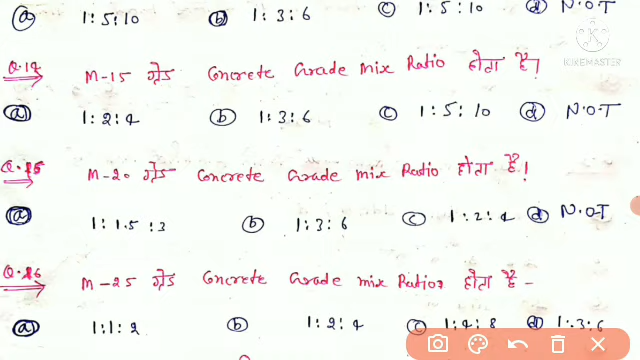 (a) 1:5:10 (b) 1:3:6 (c) 1:5:10 (d) N.O.T
KINEMASTER
Q.14 M-15 ग्रेड Concrete Grade mix Ratio होता है।
(a) 1:2:4 (b) 1:3:6 (c) 1:5:10 (d) N.O.T
Q.15 M-20 ग्रेड Concrete Grade mix Ratio होता है।
(a) 1:1.5:3 (b) 1:3:6 (c) 1:2:4 (d) N.O.T
Q.16 M-25 ग्रेड Concrete Grade mix Ratio होता है -
(a) 1:1:2 (b) 1:2:4 (c) 1:4:8 (d) 1:3:6